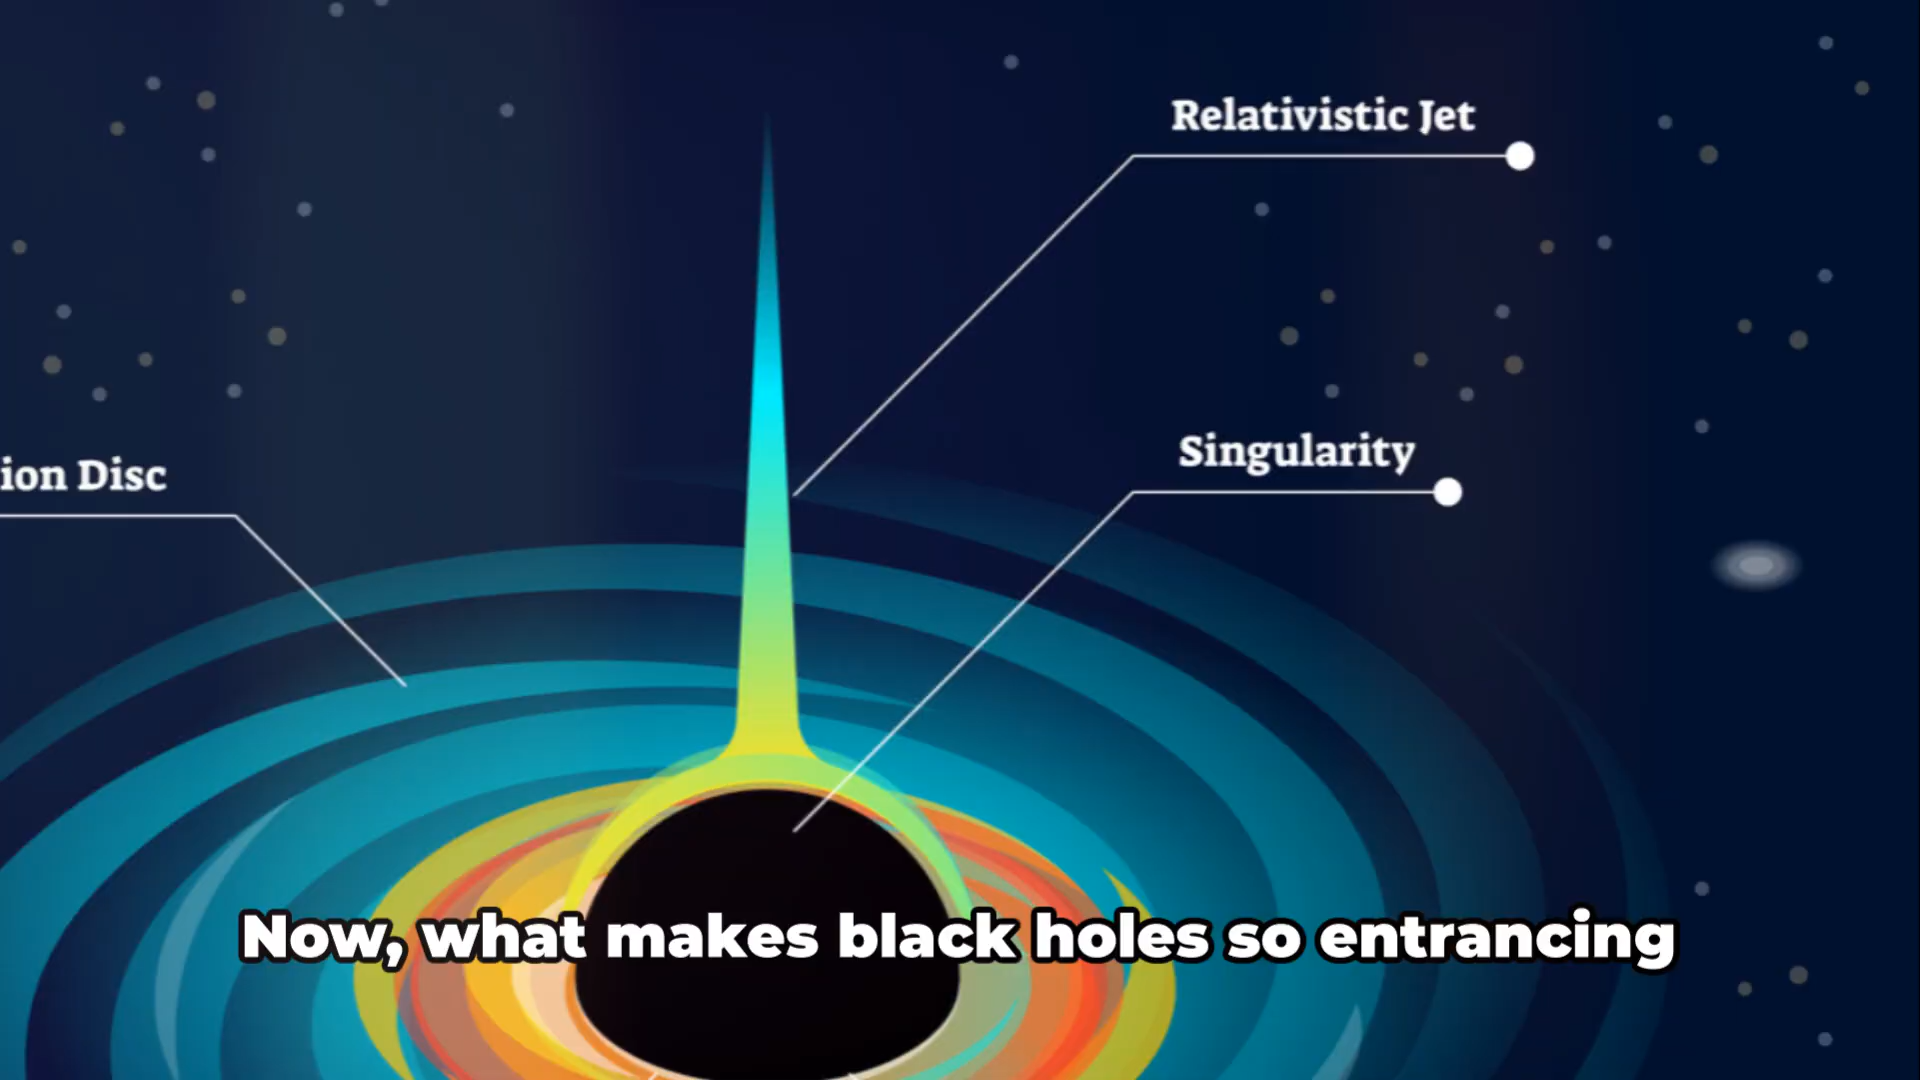 Relativistic Jet
Singularity
ion Disc
Now, what makes black holes so entrancing